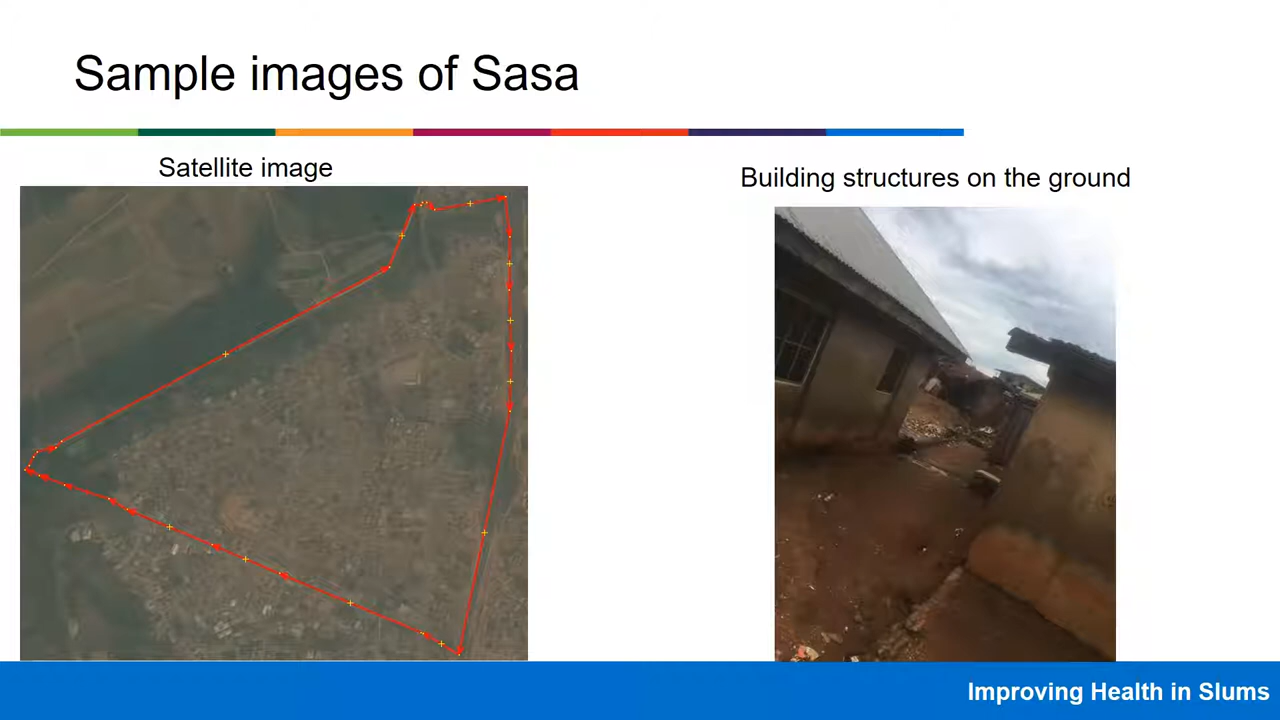 Sample images of Sasa
Satellite image
Building structures on the ground
Improving Health in Slums